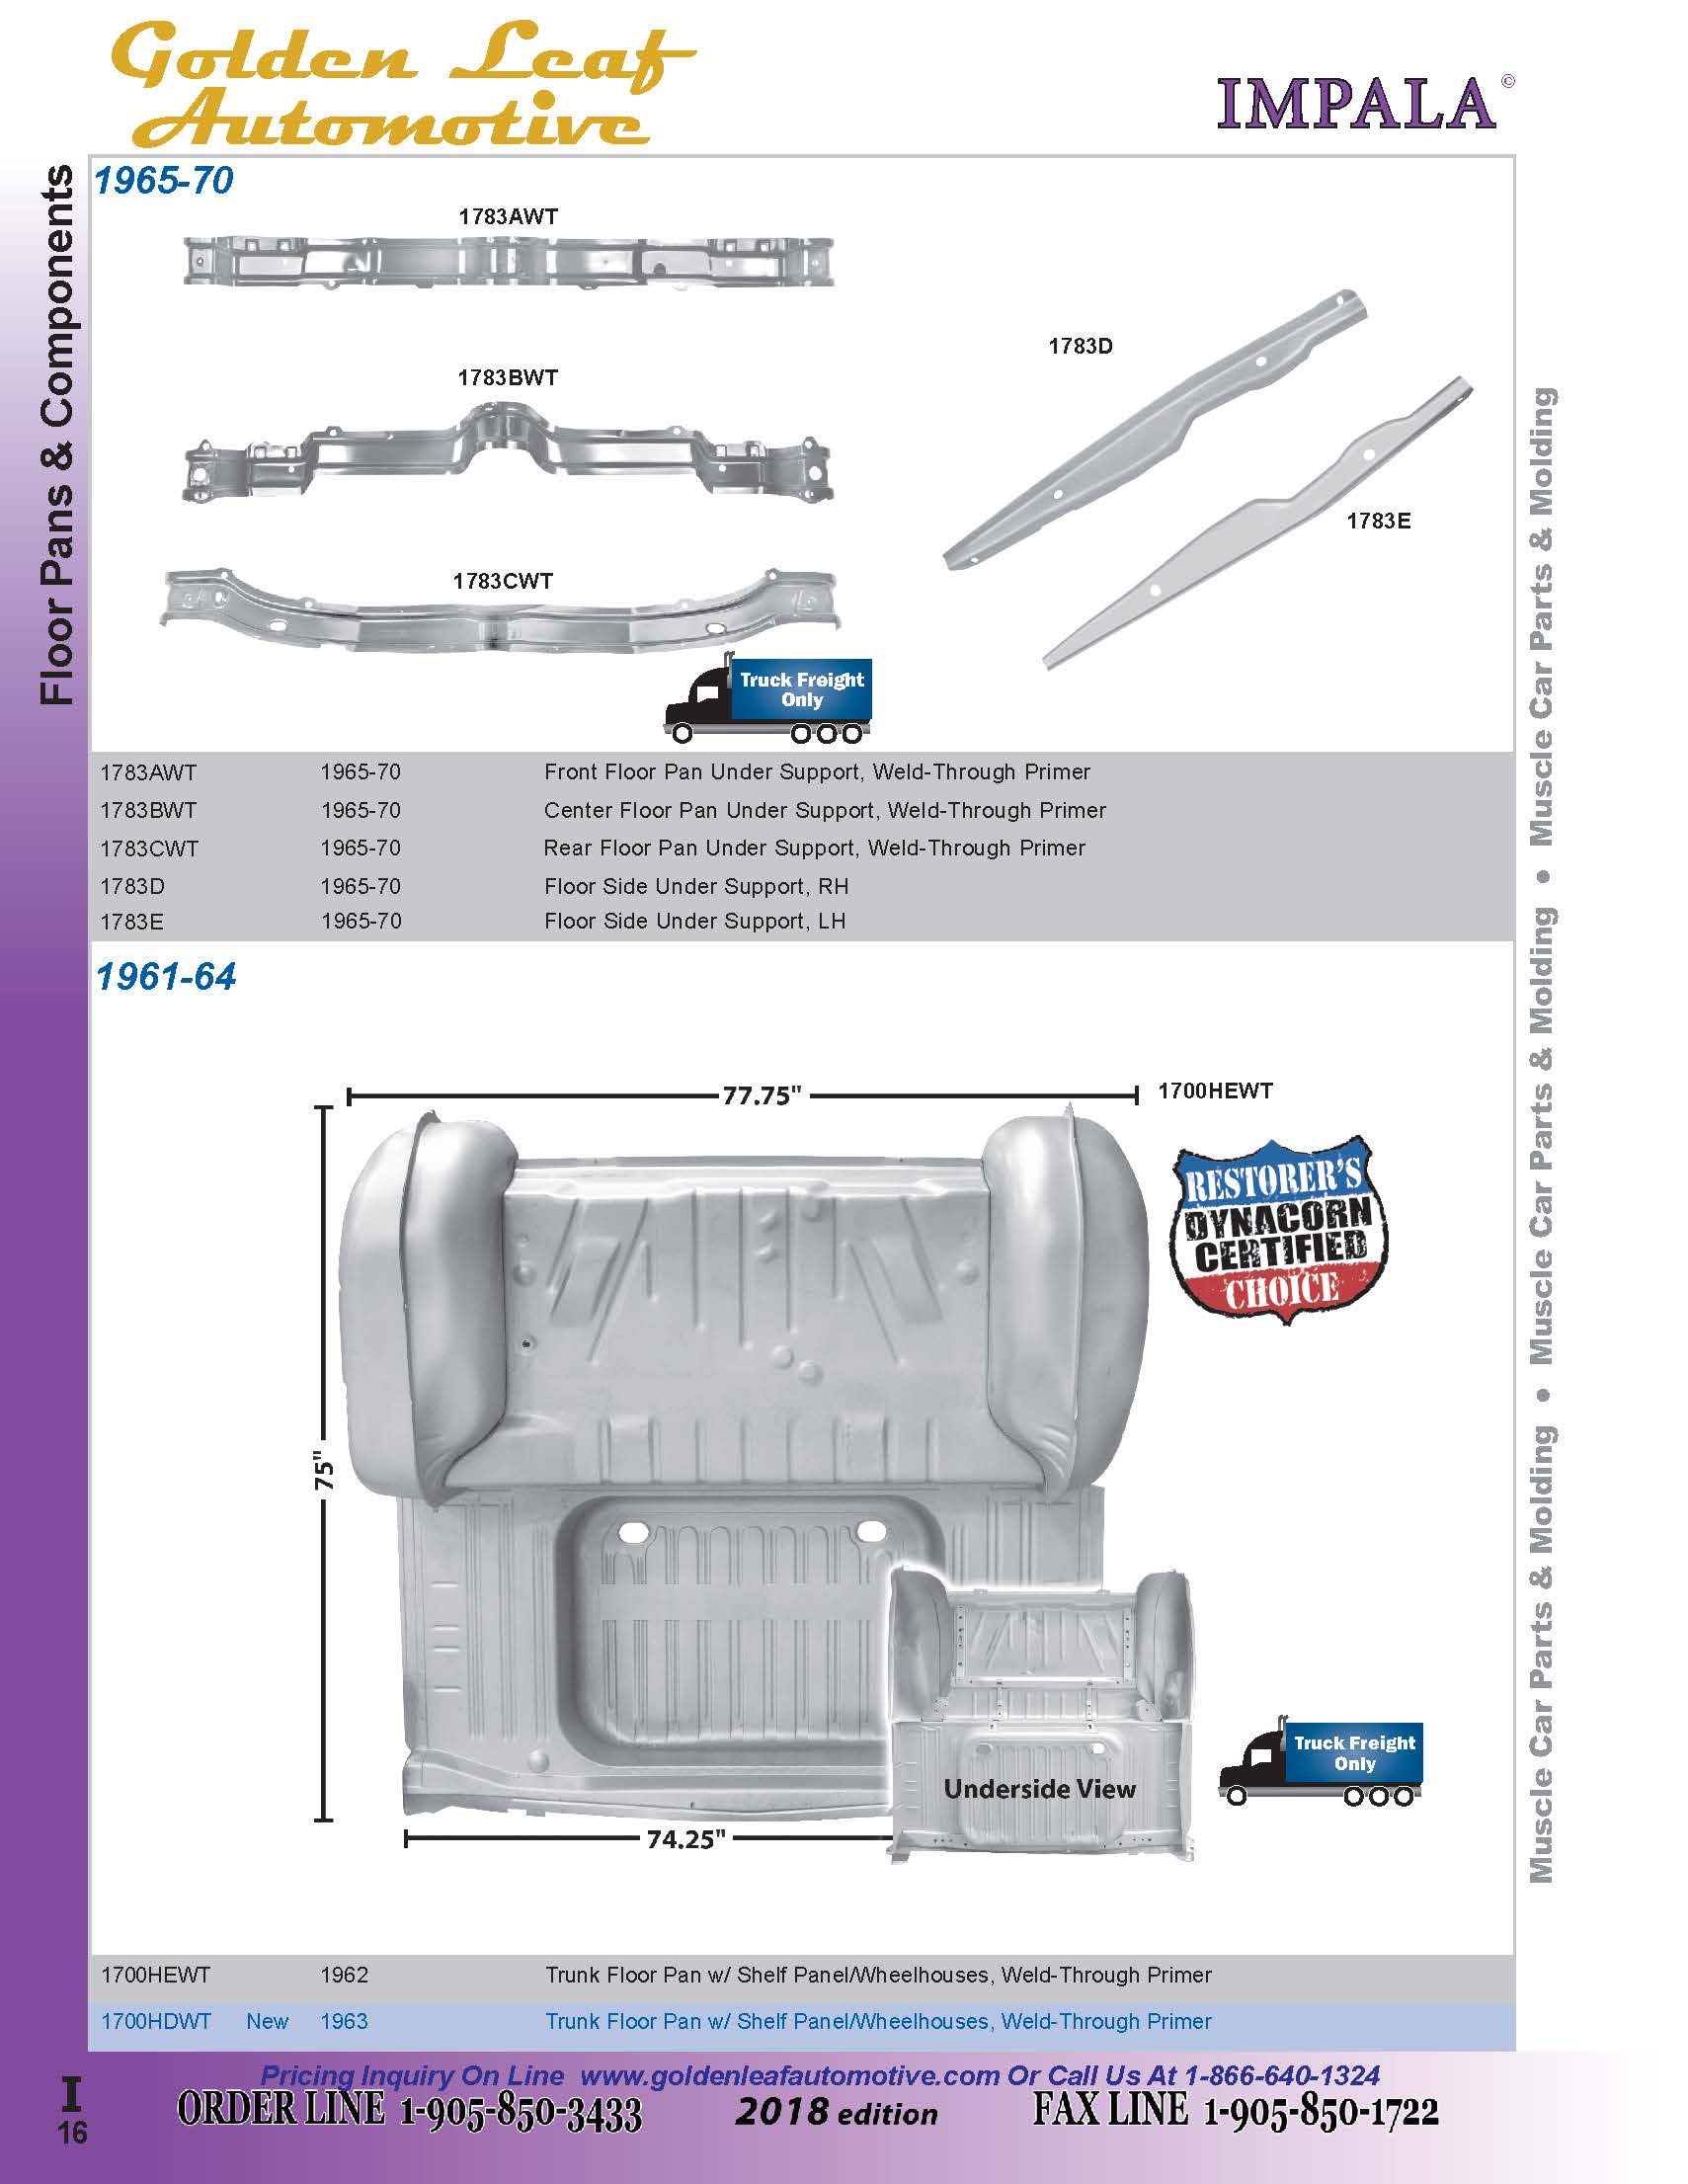 Golden Leaf
Automotive
IMPALA©
Floor Pans & Components
1965-70
1783AWT
1783BWT
1783CWT
1783D
1783E
Truck Freight
Only
1783AWT 1965-70 Front Floor Pan Under Support, Weld-Through Primer
1783BWT 1965-70 Center Floor Pan Under Support, Weld-Through Primer
1783CWT 1965-70 Rear Floor Pan Under Support, Weld-Through Primer
1783D 1965-70 Floor Side Under Support, RH
1783E 1965-70 Floor Side Under Support, LH
1961-64
77.75"
1700HEWT
RESTORER'S
DYNACORN
CERTIFIED
CHOICE
75"
Underside View
Truck Freight
Only
74.25"
1700HEWT 1962 Trunk Floor Pan w/ Shelf Panel/Wheelhouses, Weld-Through Primer
1700HDWT New 1963 Trunk Floor Pan w/ Shelf Panel/Wheelhouses, Weld-Through Primer
Muscle Car Parts & Molding • Muscle Car Parts & Molding • Muscle Car Parts & Molding
Pricing Inquiry On Line www.goldenleafautomotive.com Or Call Us At 1-866-640-1324
ORDER LINE 1-905-850-3433 2018 edition FAX LINE 1-905-850-1722
I
16